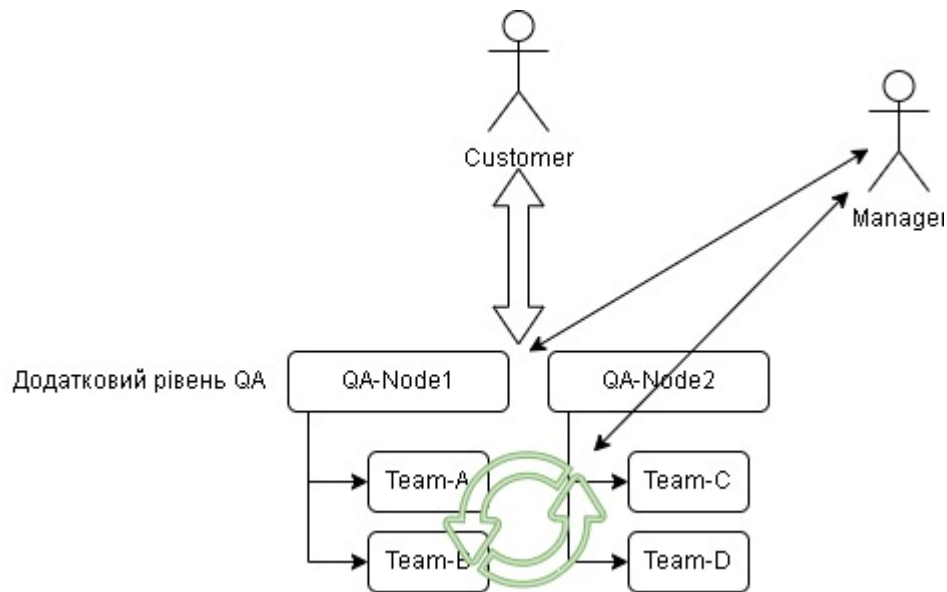 Customer
Manager
Додатковий рівень QA
QA-Node1
QA-Node2
Team-A
Team-C
Team-B
Team-D